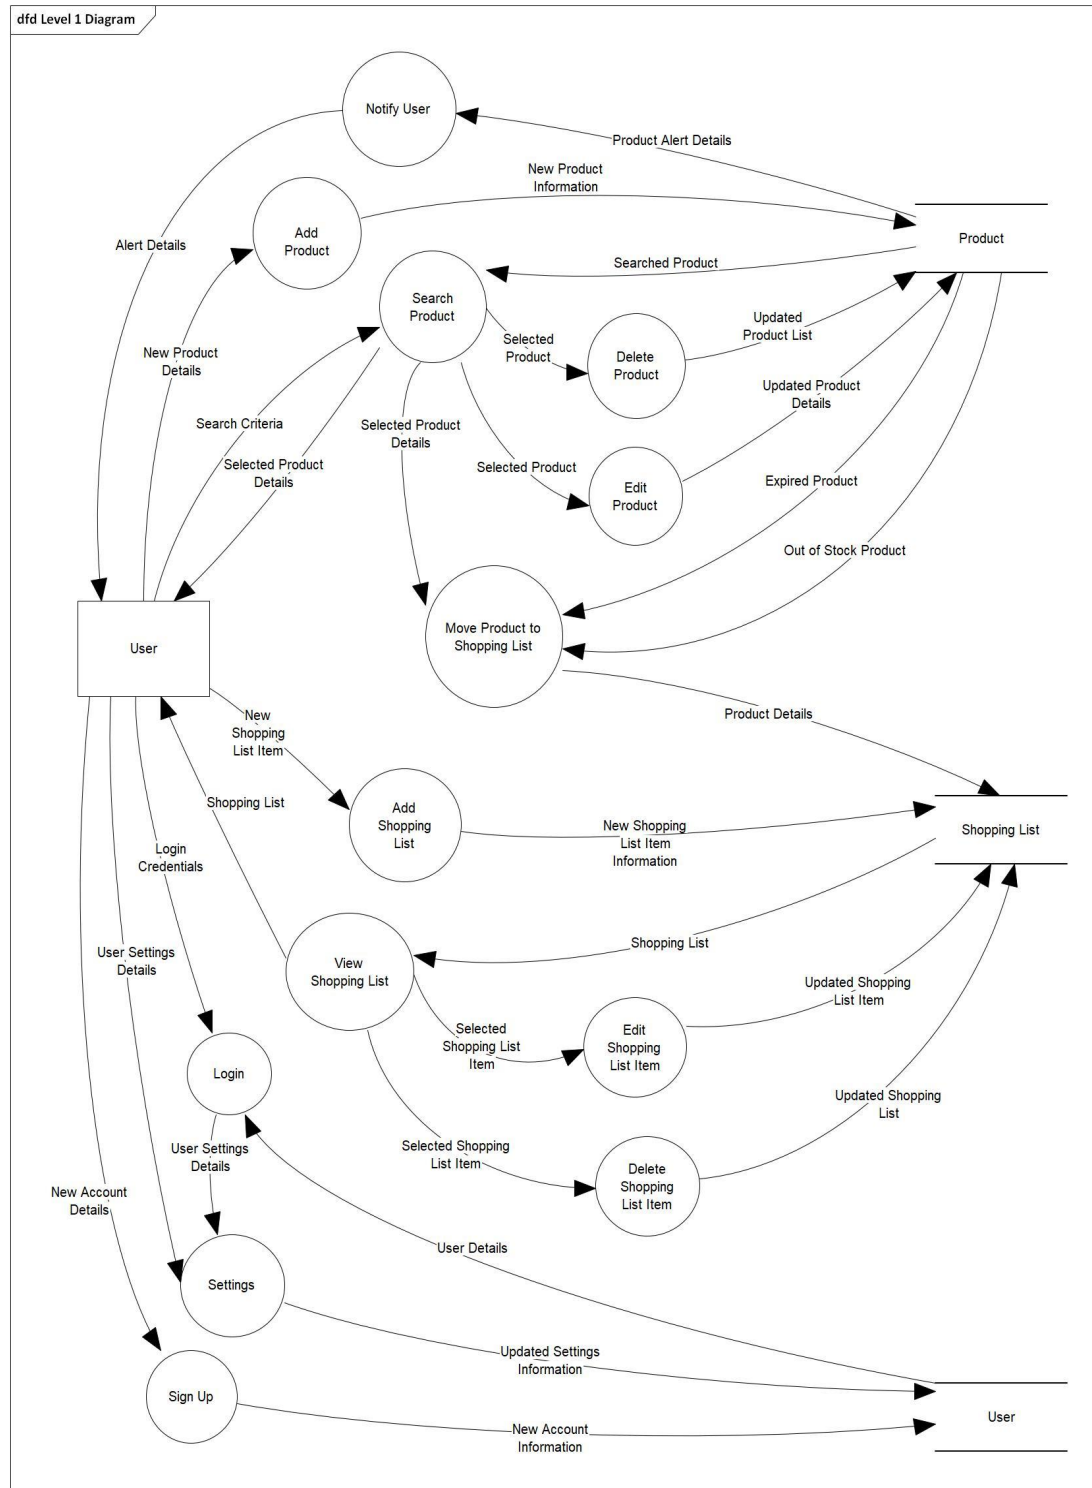 dfd Level 1 Diagram
Notify User
Product Alert Details
New Product
Information
Add
Product
Product
Alert Details
Searched Product
Search
Product
Updated
Product List
Selected
Product
New Product
Details
Delete
Product
Updated Product
Details
Search Criteria
Selected Product
Details
Selected Product
Details
Selected Product
Expired Product
Edit
Product
Out of Stock Product
Move Product to
Shopping List
User
New
Shopping
List Item
Product Details
Shopping List
Add
Shopping
List
New Shopping
List Item
Information
Shopping List
Login
Credentials
Shopping List
User Settings
Details
View
Shopping List
Updated Shopping
List Item
Selected
Shopping List
Item
Edit
Shopping
List Item
Login
Updated Shopping
List
User Settings
Details
Selected Shopping
List Item
Delete
Shopping
List Item
New Account
Details
User Details
Settings
Updated Settings
Information
Sign Up
New Account
Information
User